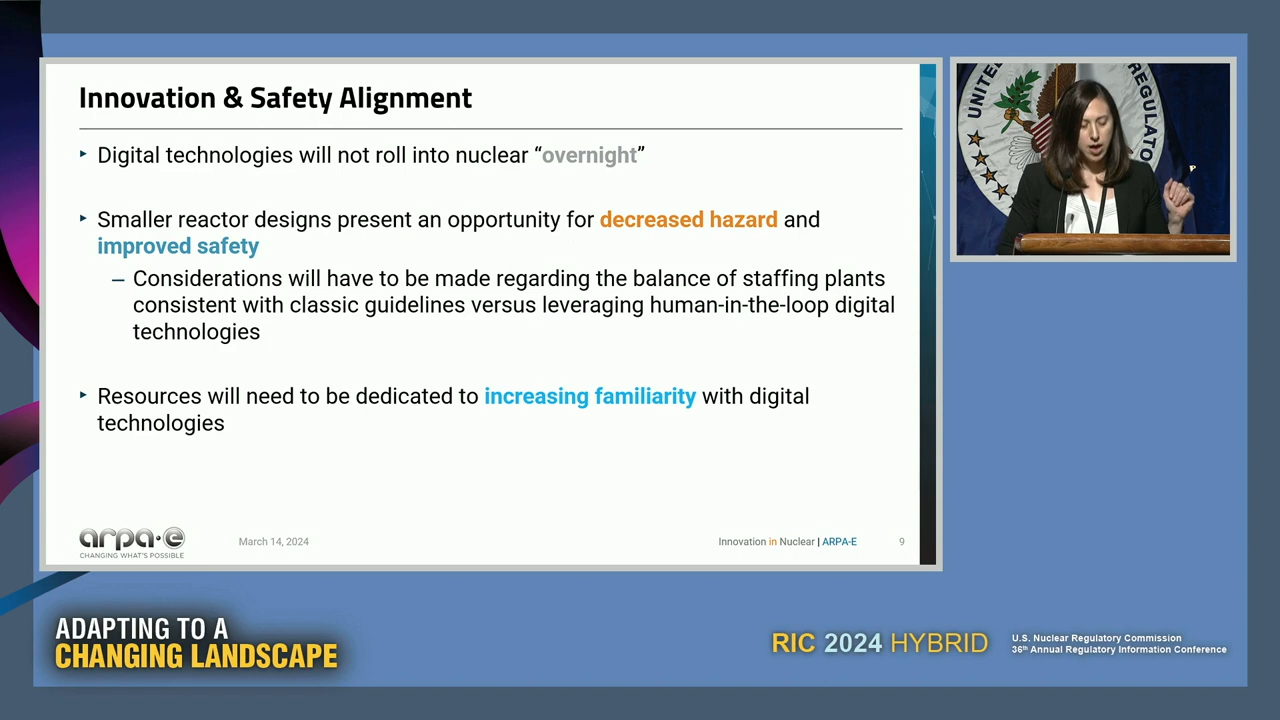 Innovation & Safety Alignment
Digital technologies will not roll into nuclear “overnight”
Smaller reactor designs present an opportunity for decreased hazard and
improved safety
– Considerations will have to be made regarding the balance of staffing plants
consistent with classic guidelines versus leveraging human-in-the-loop digital
technologies
Resources will need to be dedicated to increasing familiarity with digital
technologies
arpa·e
CHANGING WHAT'S POSSIBLE
March 14, 2024
Innovation in Nuclear | ARPA-E
9
UNITED
REGULATO
ADAPTING TO A
CHANGING LANDSCAPE
RIC 2024 HYBRID
U.S. Nuclear Regulatory Commission
36th Annual Regulatory Information Conference